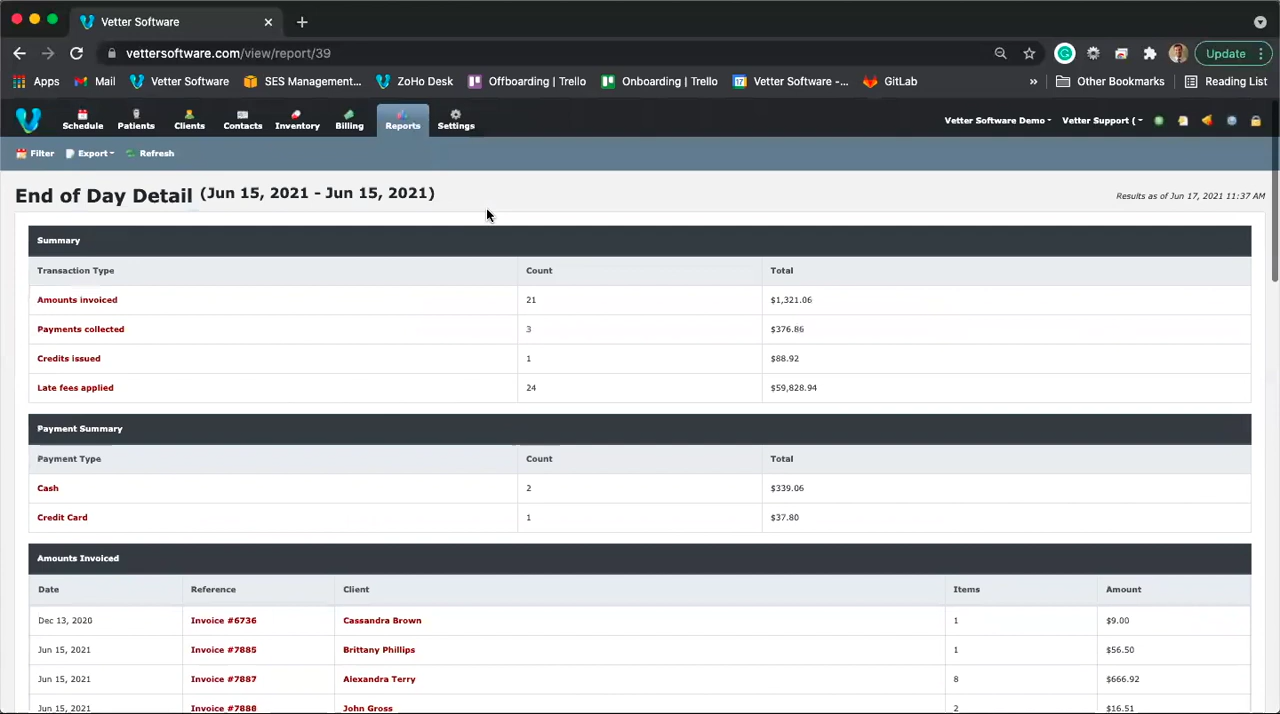 Vetter Software
vettersoftware.com/view/report/39
Update
Apps Mail Vetter Software SES Management... ZoHo Desk Offboarding | Trello Onboarding | Trello Vetter Software -... GitLab » Other Bookmarks Reading List
Schedule Patients Clients Contacts Inventory Billing Reports Settings Vetter Software Demo Vetter Support (
Filter Export Refresh
End of Day Detail (Jun 15, 2021 - Jun 15, 2021) Results as of Jun 17, 2021 11:37 AM
Summary
Transaction Type Count Total
Amounts invoiced 21 $1,321.06
Payments collected 3 $376.86
Credits issued 1 $88.92
Late fees applied 24 $59,828.94
Payment Summary
Payment Type Count Total
Cash 2 $339.06
Credit Card 1 $37.80
Amounts Invoiced
Date Reference Client Items Amount
Dec 13, 2020 Invoice #6736 Cassandra Brown 1 $9.00
Jun 15, 2021 Invoice #7885 Brittany Phillips 1 $56.50
Jun 15, 2021 Invoice #7887 Alexandra Terry 8 $666.92
Jun 15, 2021 Invoice #7888 John Gross 2 $16.51